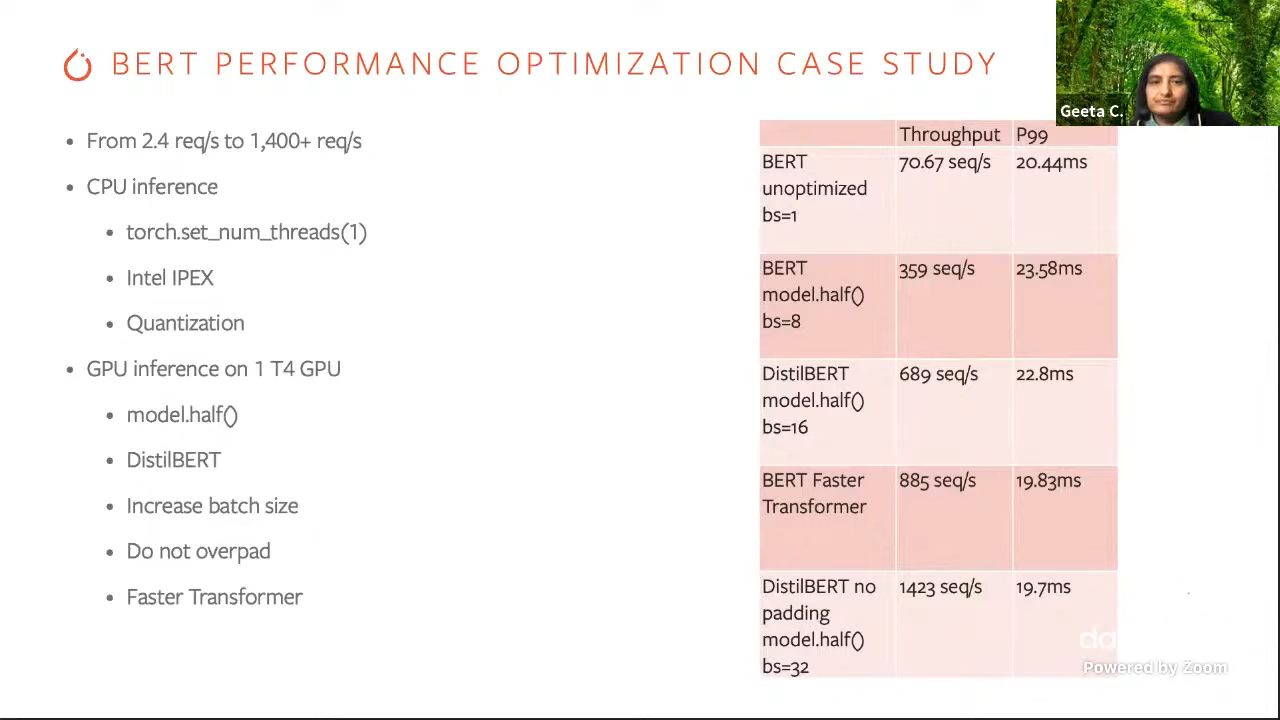 BERT PERFORMANCE OPTIMIZATION CASE STUDY
Geeta C.
• From 2.4 req/s to 1,400+ req/s
• CPU inference
• torch.set_num_threads(1)
• Intel IPEX
• Quantization
• GPU inference on 1 T4 GPU
• model.half()
• DistilBERT
• Increase batch size
• Do not overpad
• Faster Transformer
Throughput P99
BERT 70.67 seq/s 20.44ms
unoptimized
bs=1
BERT 359 seq/s 23.58ms
model.half()
bs=8
DistilBERT 689 seq/s 22.8ms
model.half()
bs=16
BERT Faster 885 seq/s 19.83ms
Transformer
DistilBERT no 1423 seq/s 19.7ms
padding
model.half()
bs=32
Powered by Zoom